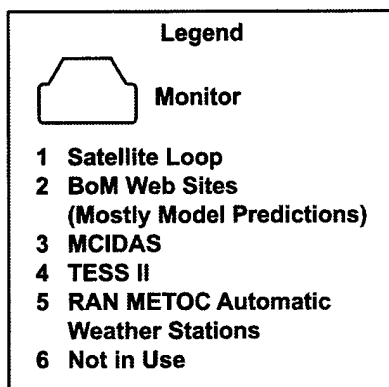 Legend
Monitor
1 Satellite Loop
2 BoM Web Sites
(Mostly Model Predictions)
3 MCIDAS
4 TESS II
5 RAN METOC Automatic
Weather Stations
6 Not in Use